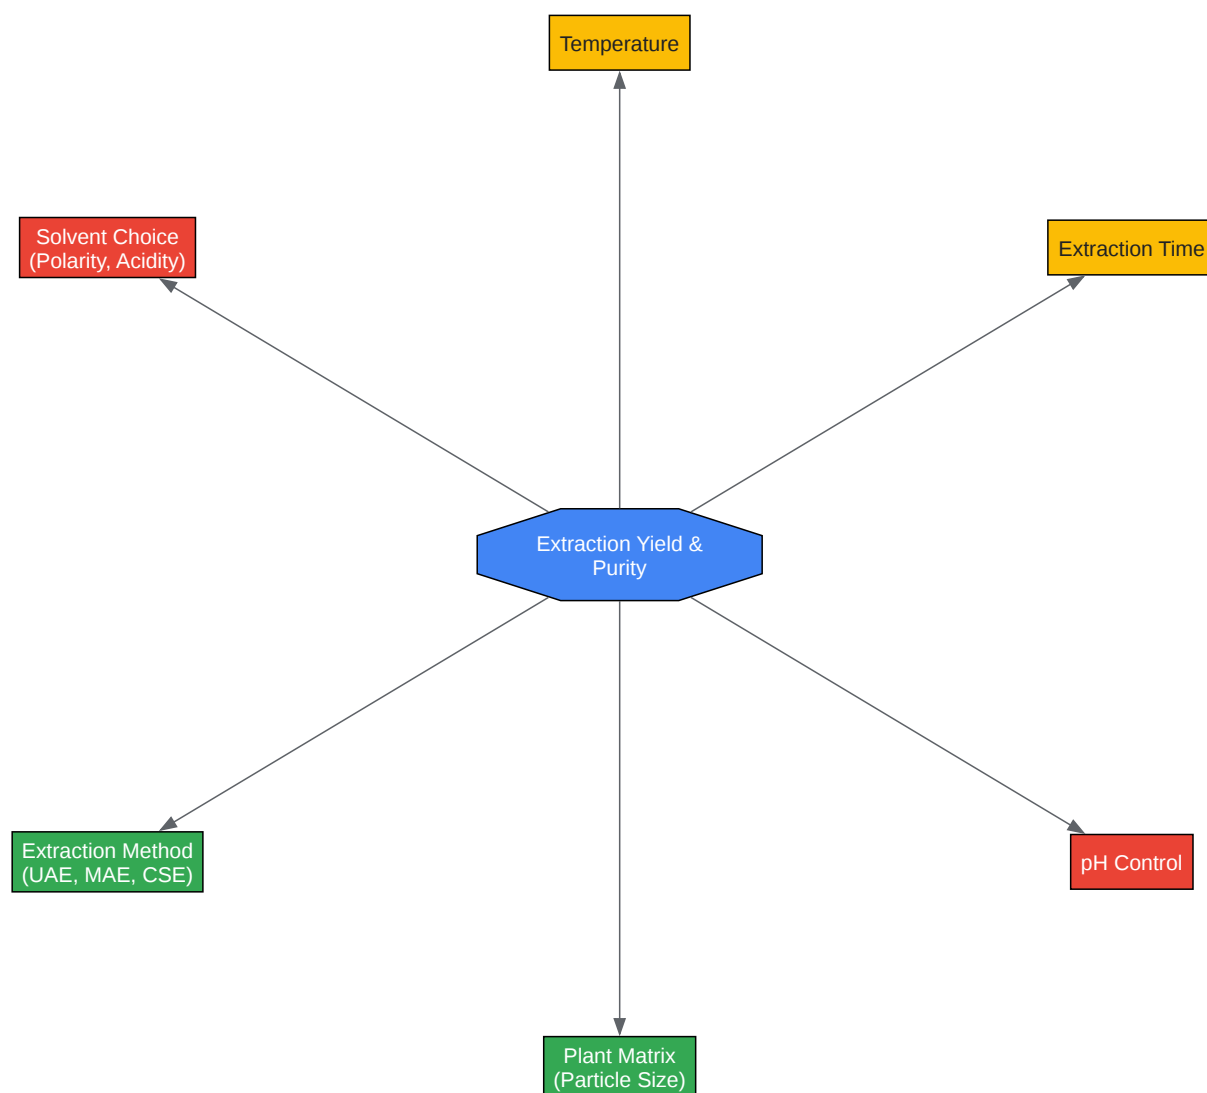 Temperature
Solvent Choice
(Polarity, Acidity)
Extraction Time
Extraction Yield &
Purity
Extraction Method
(UAE, MAE, CSE)
pH Control
Plant Matrix
(Particle Size)